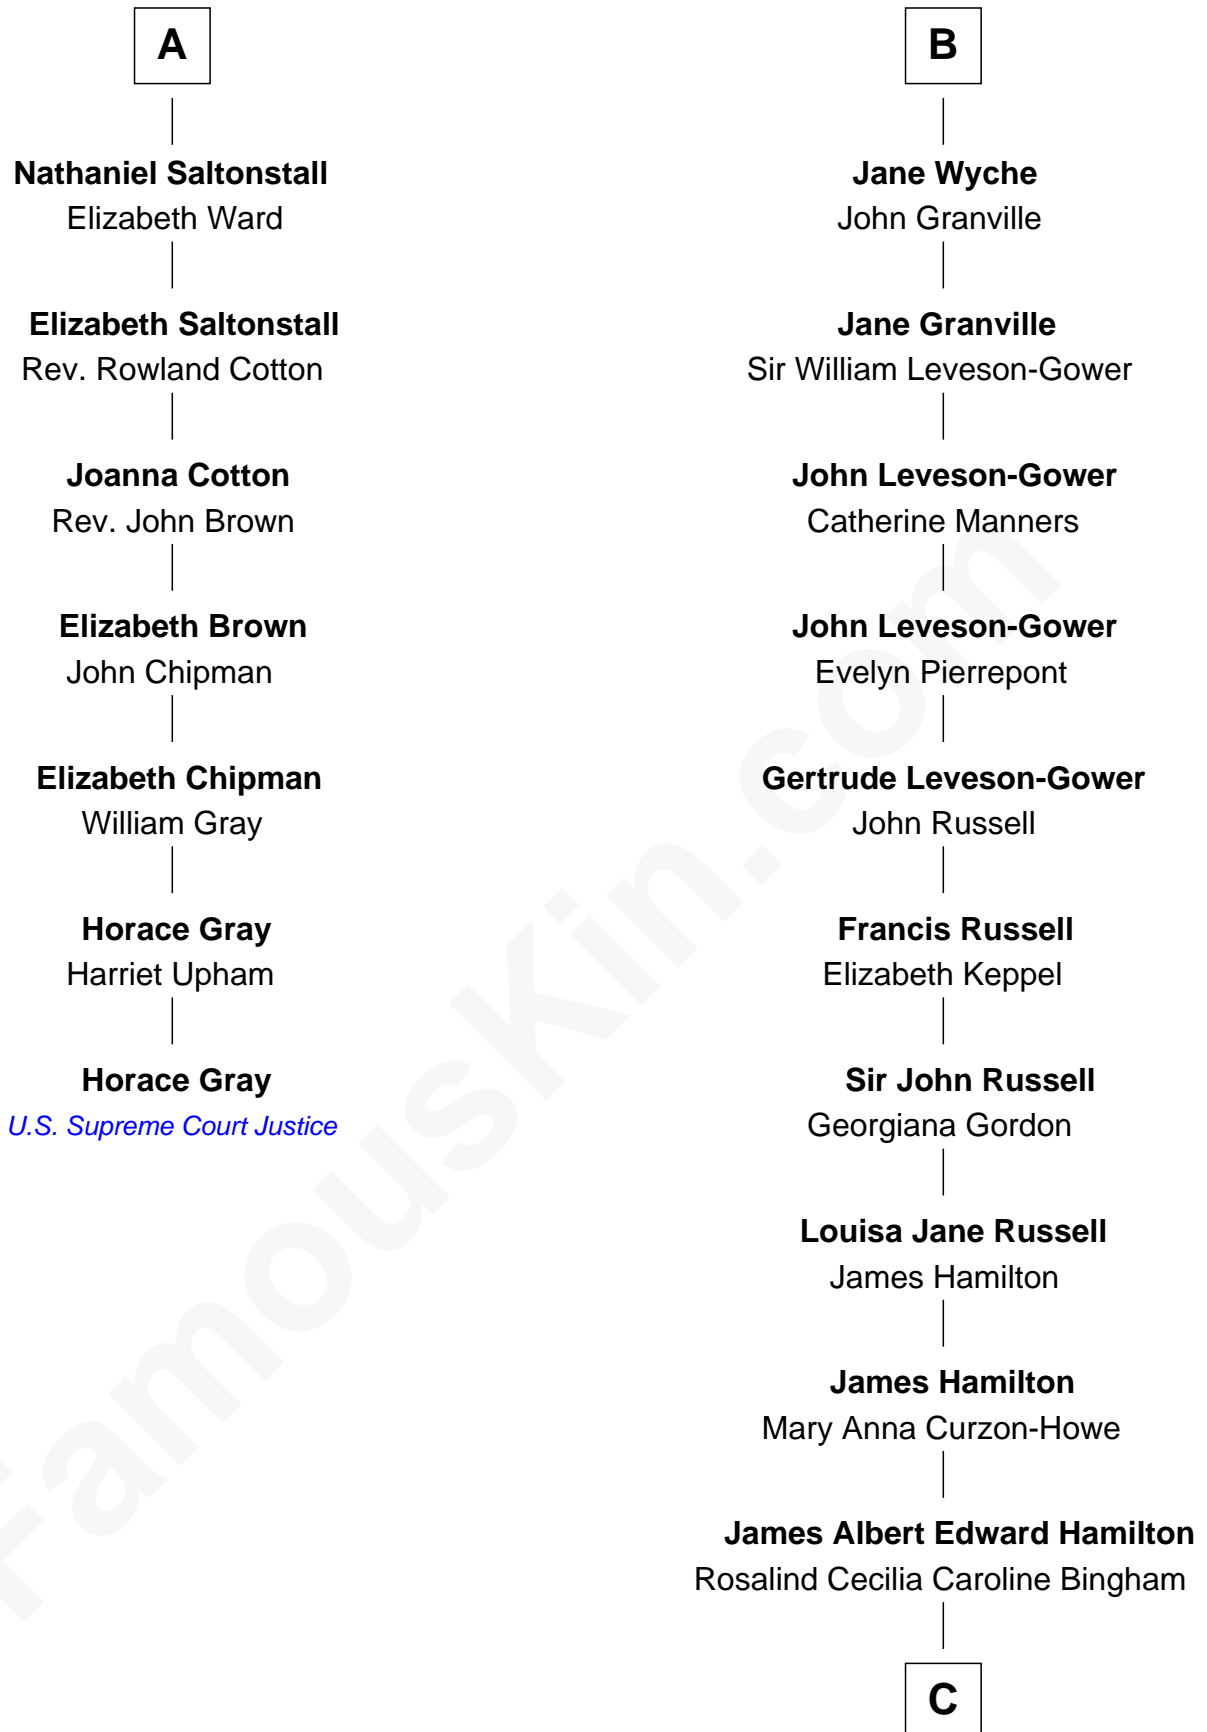 A
Nathaniel Saltonstall
Elizabeth Ward
Elizabeth Saltonstall
Rev. Rowland Cotton
Joanna Cotton
Rev. John Brown
Elizabeth Brown
John Chipman
Elizabeth Chipman
William Gray
Horace Gray
Harriet Upham
Horace Gray
U.S. Supreme Court Justice
B
Jane Wyche
John Granville
Jane Granville
Sir William Leveson-Gower
John Leveson-Gower
Catherine Manners
John Leveson-Gower
Evelyn Pierrepont
Gertrude Leveson-Gower
John Russell
Francis Russell
Elizabeth Keppel
Sir John Russell
Georgiana Gordon
Louisa Jane Russell
James Hamilton
James Hamilton
Mary Anna Curzon-Howe
James Albert Edward Hamilton
Rosalind Cecilia Caroline Bingham
C
FamousKin.com